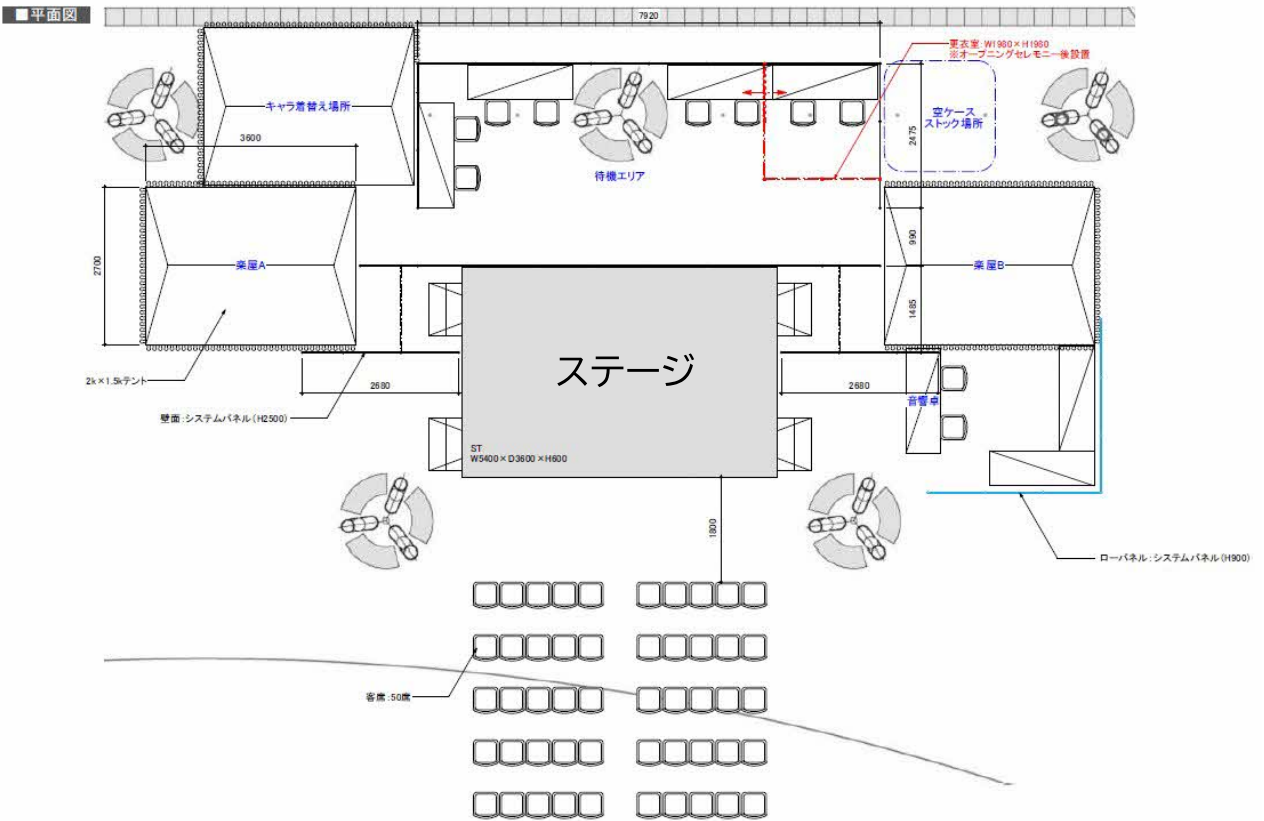 ■平面図
7920
更衣室:W1980×H1980
※オープニングセレモニー後設置
キャラ着替え場所
3600
空ケース
ストック場所
2475
待機エリア
2700
楽屋A
990
楽屋B
1485
ステージ
2k×1.5kテント
2680
2680
音響卓
壁面:システムパネル(H2500)
ST
W5400×D3600×H600
1800
ローパネル:システムパネル(H900)
客席:50席